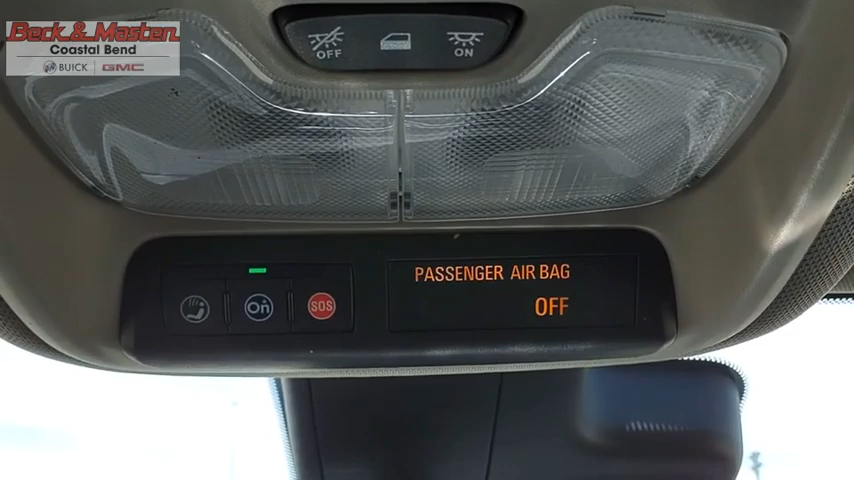 Beck & Masten
Coastal Bend
BUICK | GMC
OFF
ON
PASSENGER AIR BAG
OFF
On
SOS